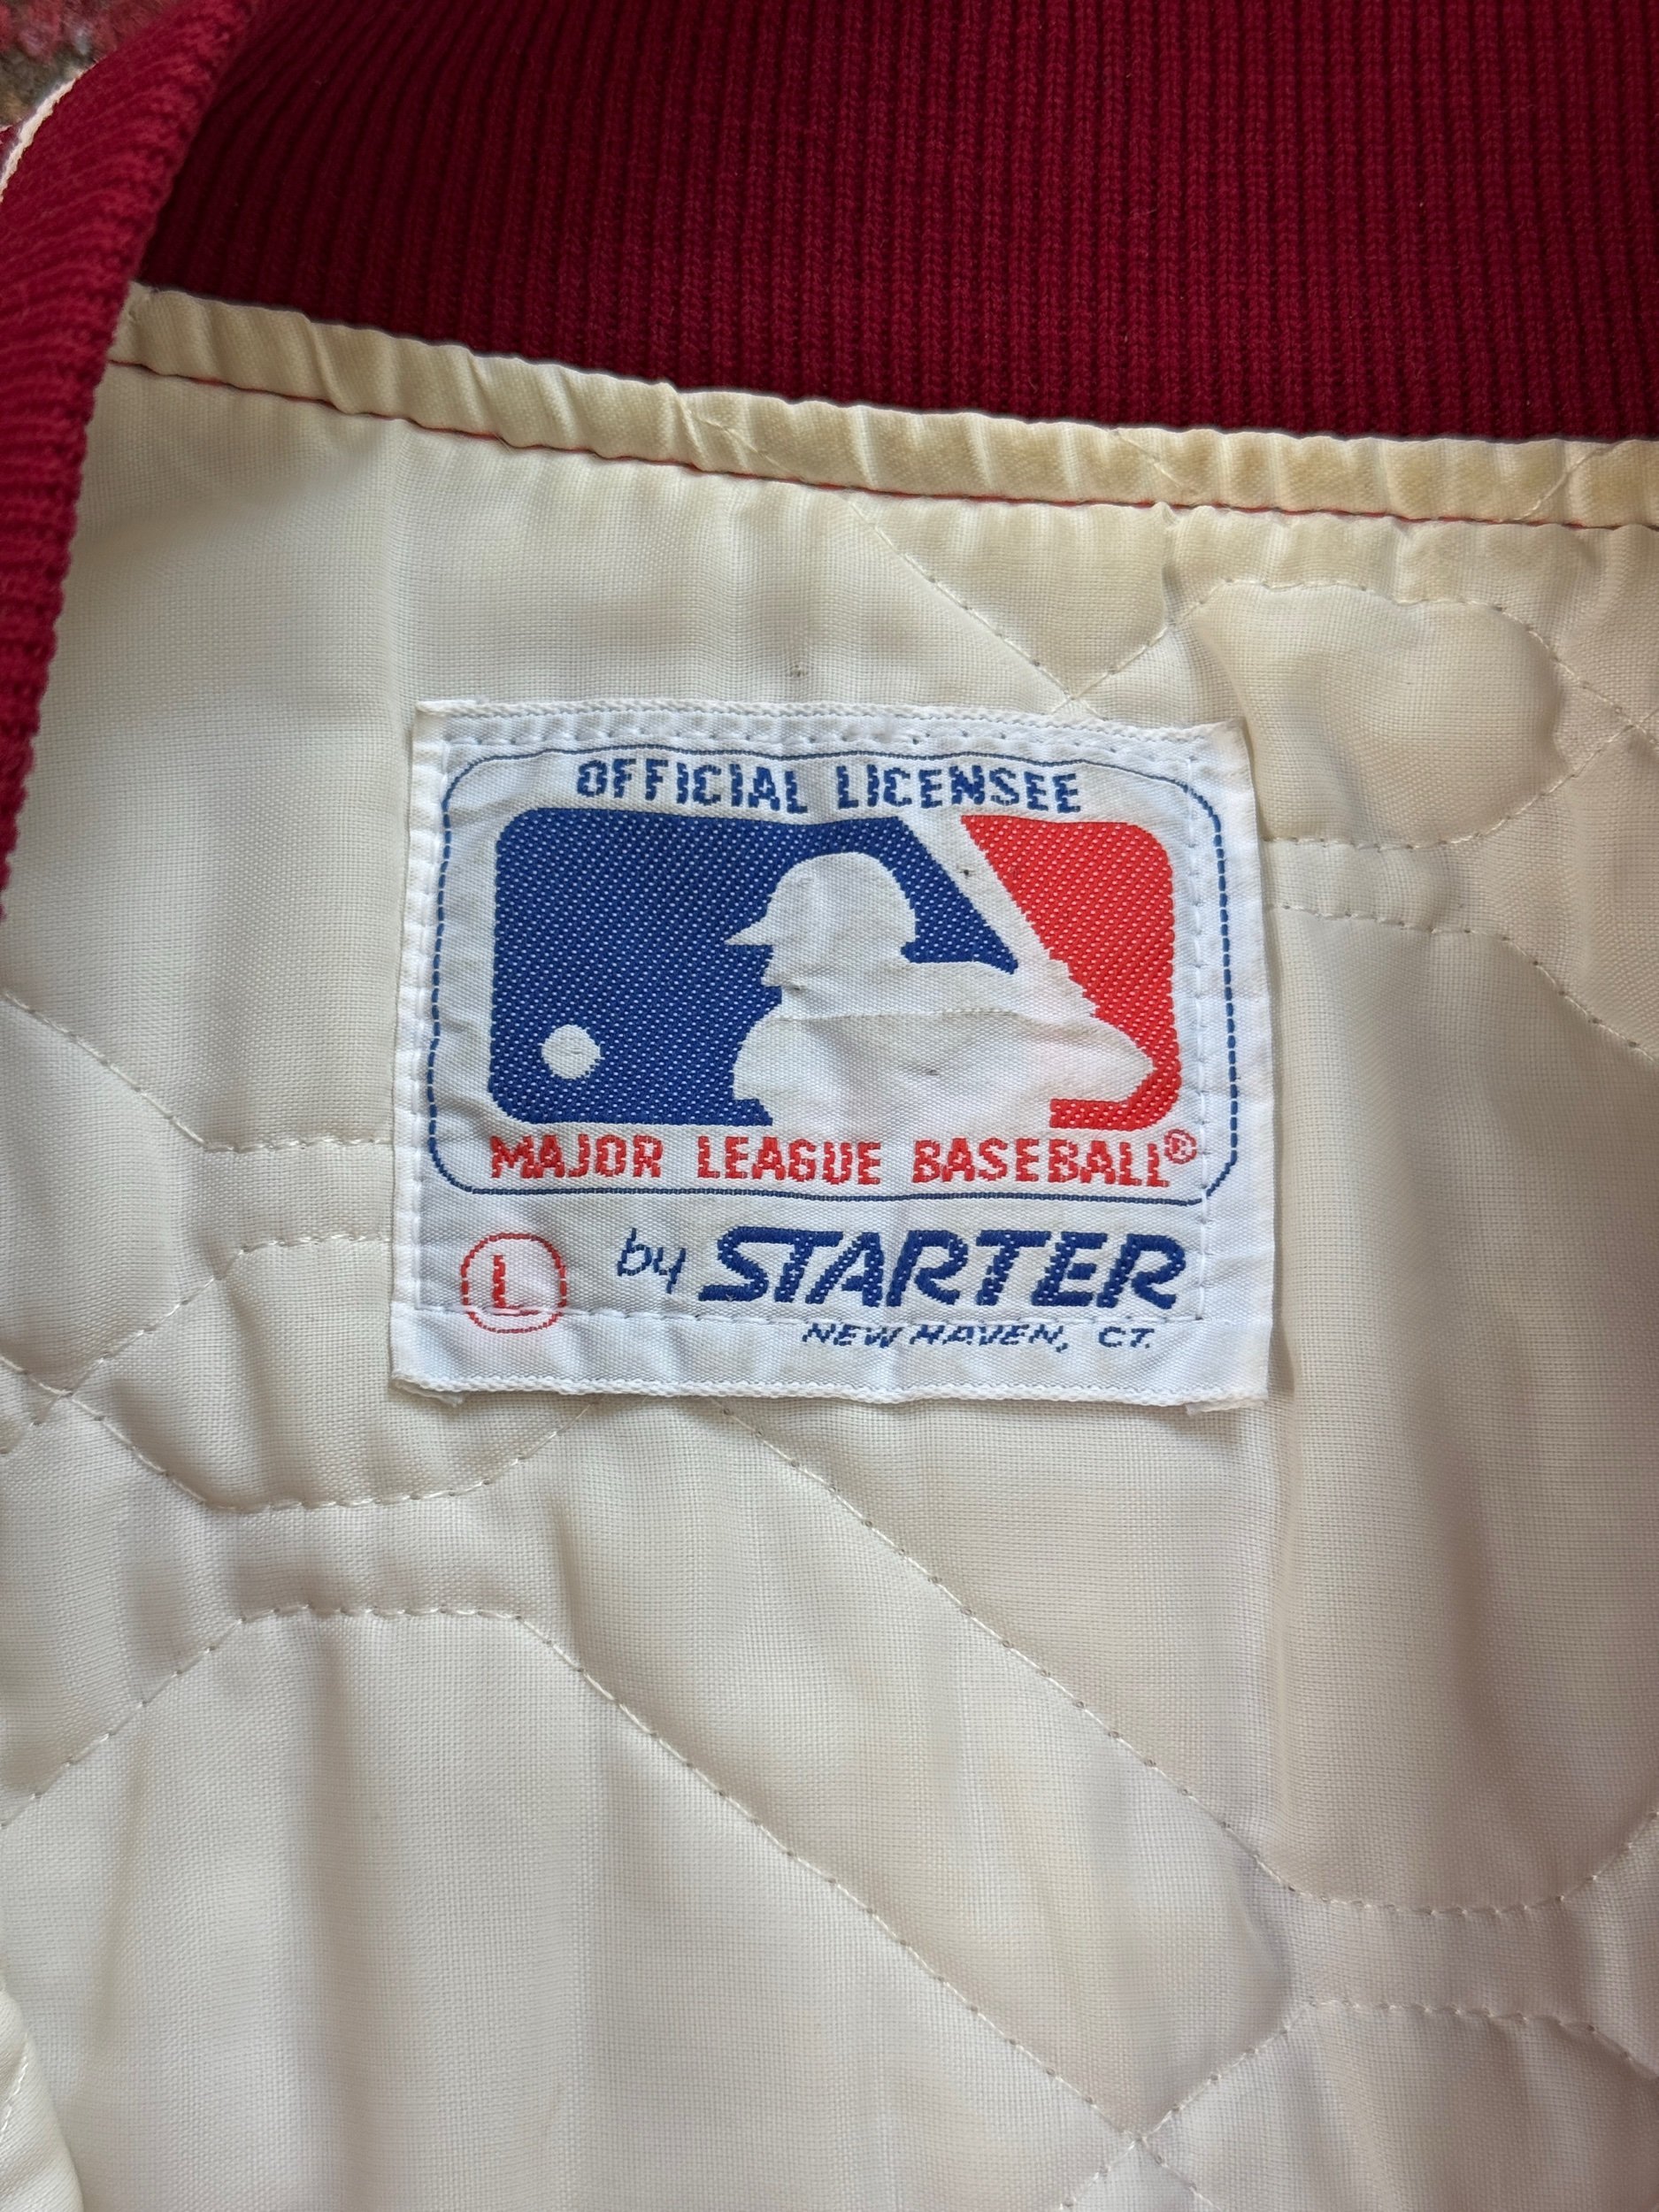 OFFICIAL LICENSEE
MAJOR LEAGUE BASEBALL®
L by STARTER
NEW HAVEN, CT.